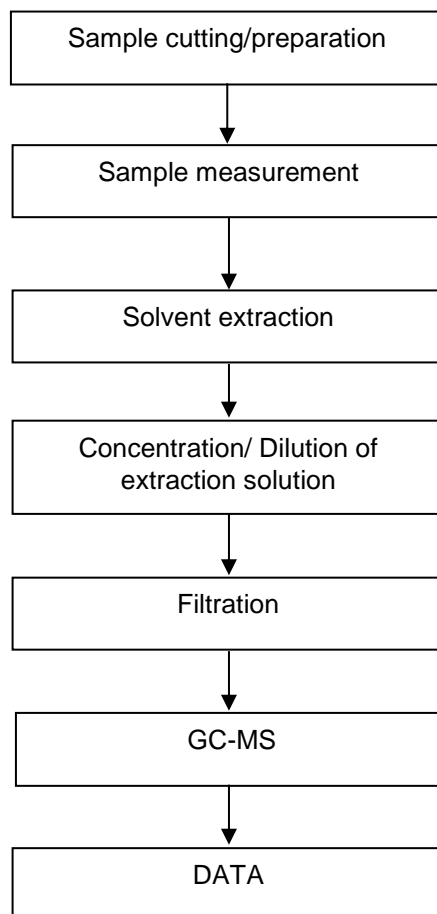 Sample cutting/preparation
Sample measurement
Solvent extraction
Concentration/ Dilution of
extraction solution
Filtration
GC-MS
DATA